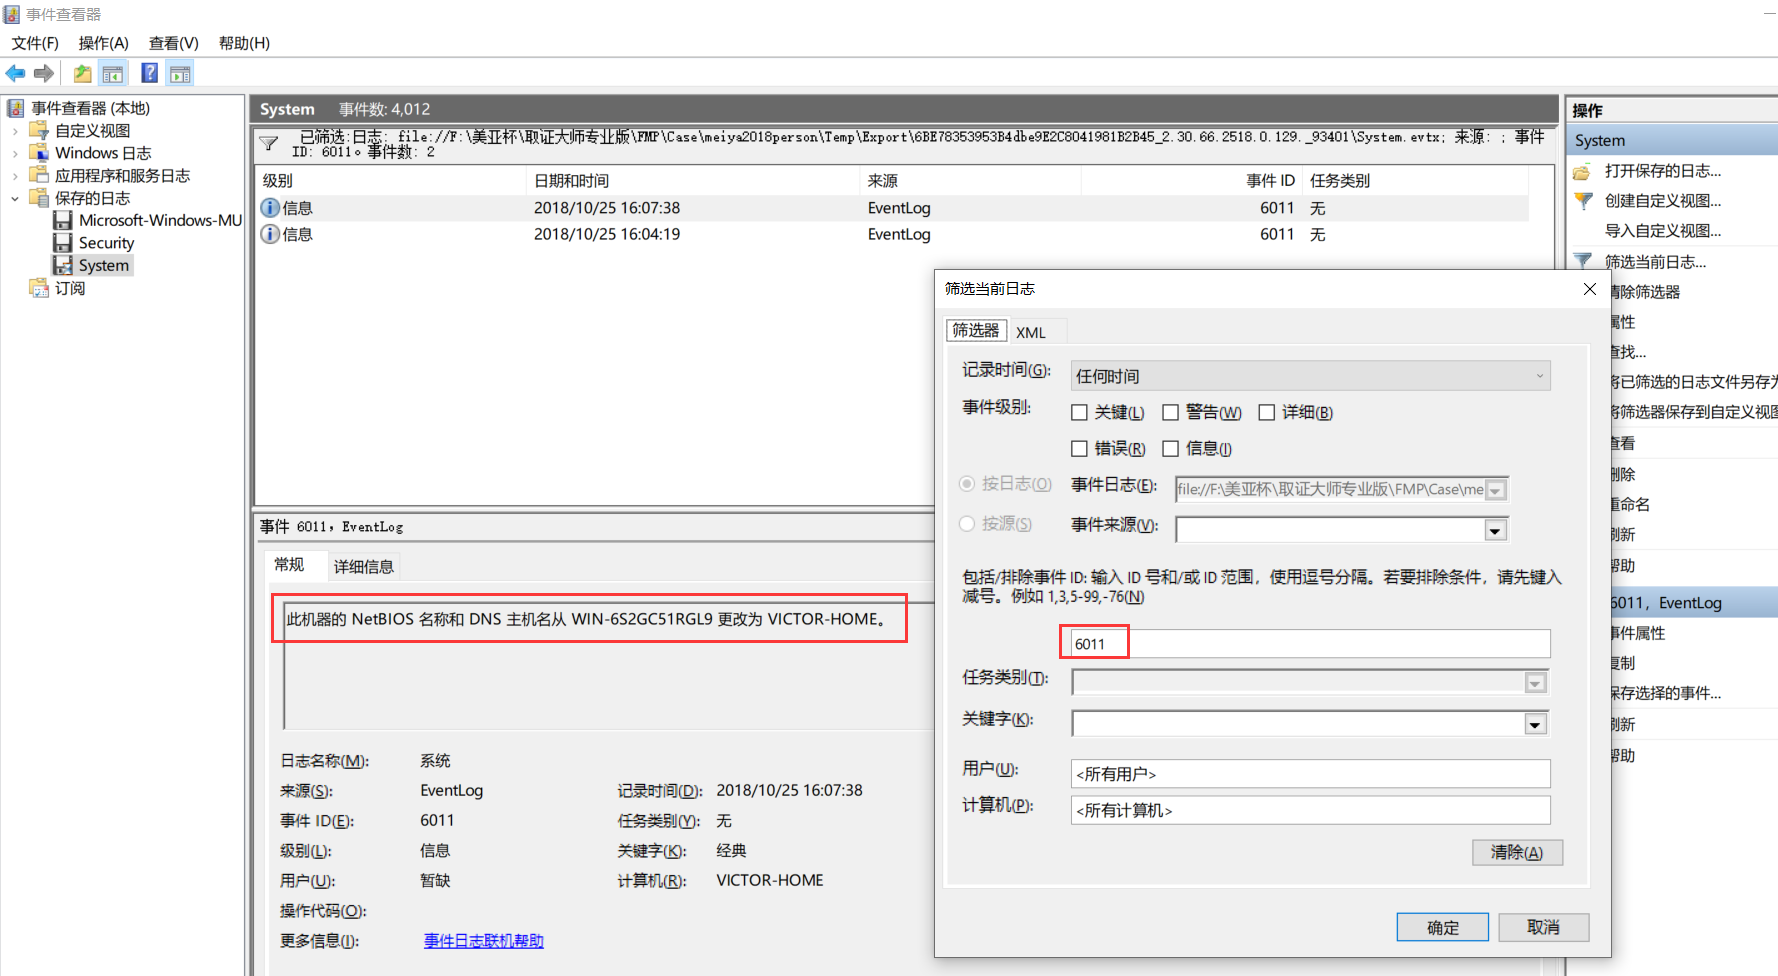 事件查看器
文件(F) 操作(A) 查看(V) 帮助(H)
事件查看器 (本地)
自定义视图
Windows 日志
应用程序和服务日志
保存的日志
Microsoft-Windows-MU
Security
System
订阅
System 事件数: 4,012
已筛选:日志: file://F:\美亚杯\取证大师专业版\FMP\Case\meiya2018person\Temp\Export\6BE78353953B4dbe9E2C8041981B2B45_2.30.66.2518.0.129._93401\System.evtx; 来源: ; 事件
ID: 6011。事件数: 2
级别 日期和时间 来源 事件 ID 任务类别
信息 2018/10/25 16:07:38 EventLog 6011 无
信息 2018/10/25 16:04:19 EventLog 6011 无
事件 6011, EventLog
常规 详细信息
此机器的 NetBIOS 名称和 DNS 主机名从 WIN-6S2GC51RGL9 更改为 VICTOR-HOME。
日志名称(M): 系统
来源(S): EventLog 记录时间(D): 2018/10/25 16:07:38
事件 ID(E): 6011 任务类别(Y): 无
级别(L): 信息 关键字(K): 经典
用户(U): 暂缺 计算机(R): VICTOR-HOME
操作代码(O):
更多信息(I): 事件日志联机帮助
筛选当前日志
筛选器 XML
记录时间(G): 任何时间
事件级别: 关键(L) 警告(W) 详细(B)
错误(R) 信息(I)
按日志(O) 事件日志(E): file://F:\美亚杯\取证大师专业版\FMP\Case\me
按源(S) 事件来源(V):
包括/排除事件 ID: 输入 ID 号和/或 ID 范围，使用逗号分隔。若要排除条件，请先键入
减号。例如 1,3,5-99,-76(N)
6011
任务类别(T):
关键字(K):
用户(U): <所有用户>
计算机(P): <所有计算机>
清除(A)
确定 取消
操作
System
打开保存的日志...
创建自定义视图...
导入自定义视图...
筛选当前日志...
清除筛选器
属性
查找...
将已筛选的日志文件另存为
将筛选器保存到自定义视图
查看
删除
重命名
刷新
帮助
6011, EventLog
事件属性
复制
保存选择的事件...
刷新
帮助